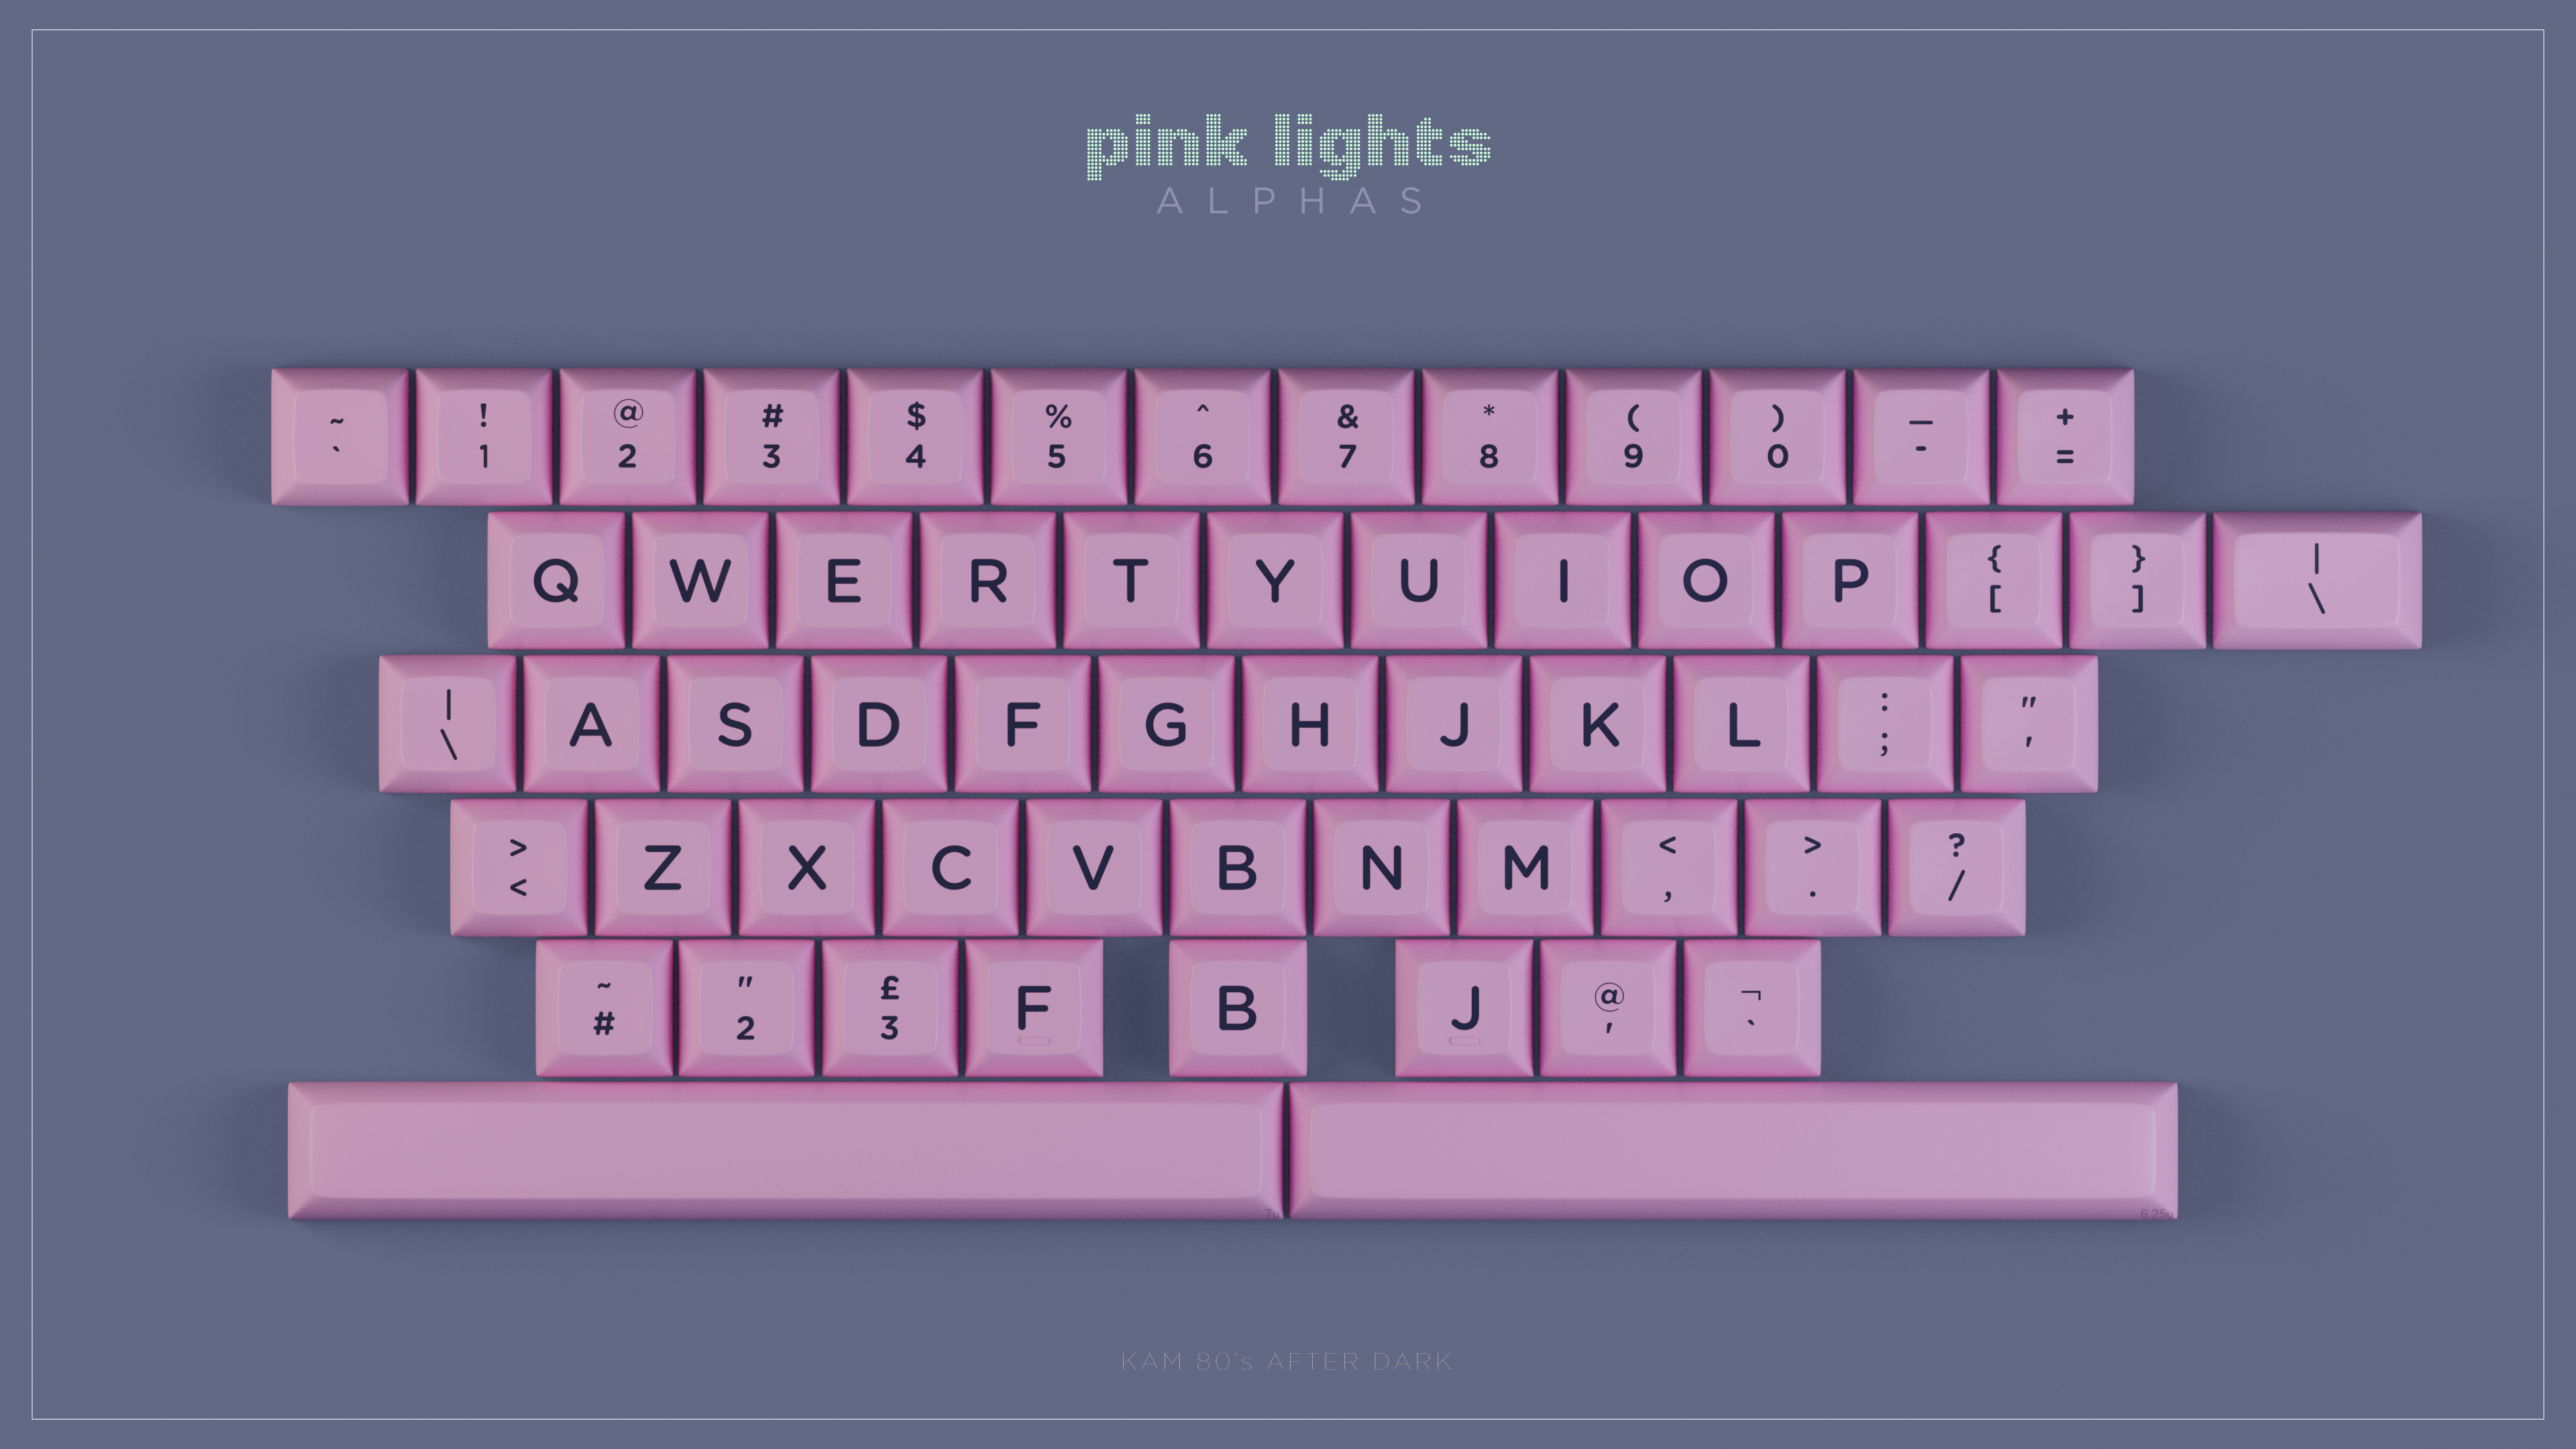 pink lights
ALPHAS
~ ! @ # $ % ^ & * ( ) _ +
` 1 2 3 4 5 6 7 8 9 0 - =
Q W E R T Y U I O P { } |
[ ] \
| A S D F G H J K L : "
\ ; '
> Z X C V B N M < > ?
< , . /
~ " £ F B J @ ¬
# 2 3 ' `
7u 6.25u
KAM 80's AFTER DARK